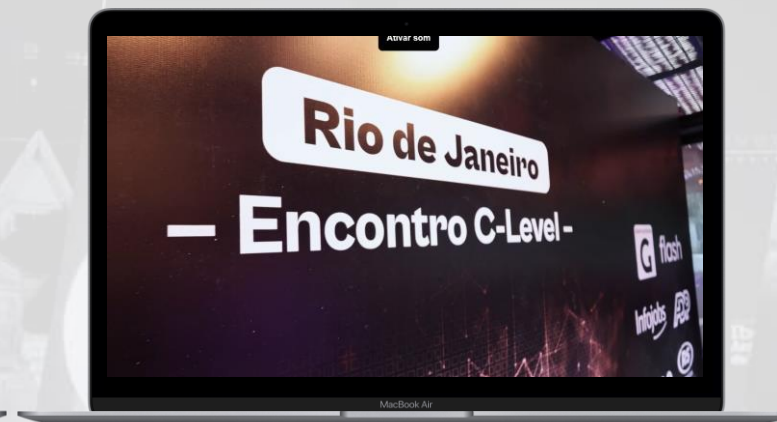 Ativar som
Rio de Janeiro
– Encontro C-Level -
G flash
Infojobs
MacBook Air